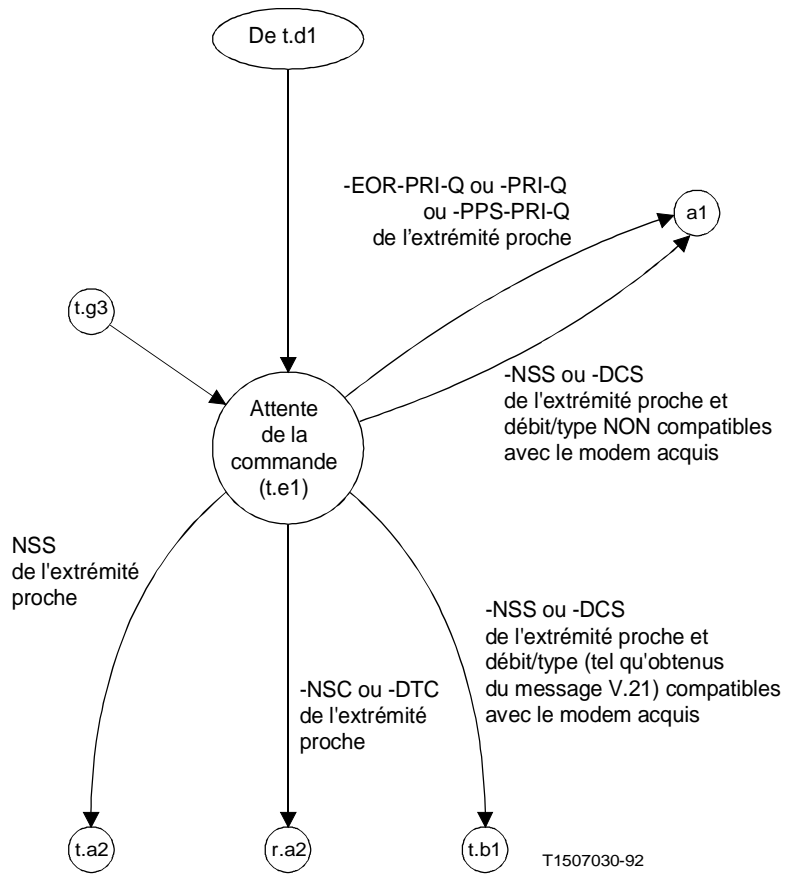 De t.d1
-EOR-PRI-Q ou -PRI-Q
ou -PPS-PRI-Q
de l'extrémité proche
a1
t.g3
-NSS ou -DCS
de l'extrémité proche et
débit/type NON compatibles
avec le modem acquis
Attente
de la
commande
(t.e1)
NSS
de l'extrémité
proche
-NSC ou -DTC
de l'extrémité
proche
-NSS ou -DCS
de l'extrémité proche et
débit/type (tel qu'obtenus
du message V.21) compatibles
avec le modem acquis
t.a2
r.a2
t.b1
T1507030-92